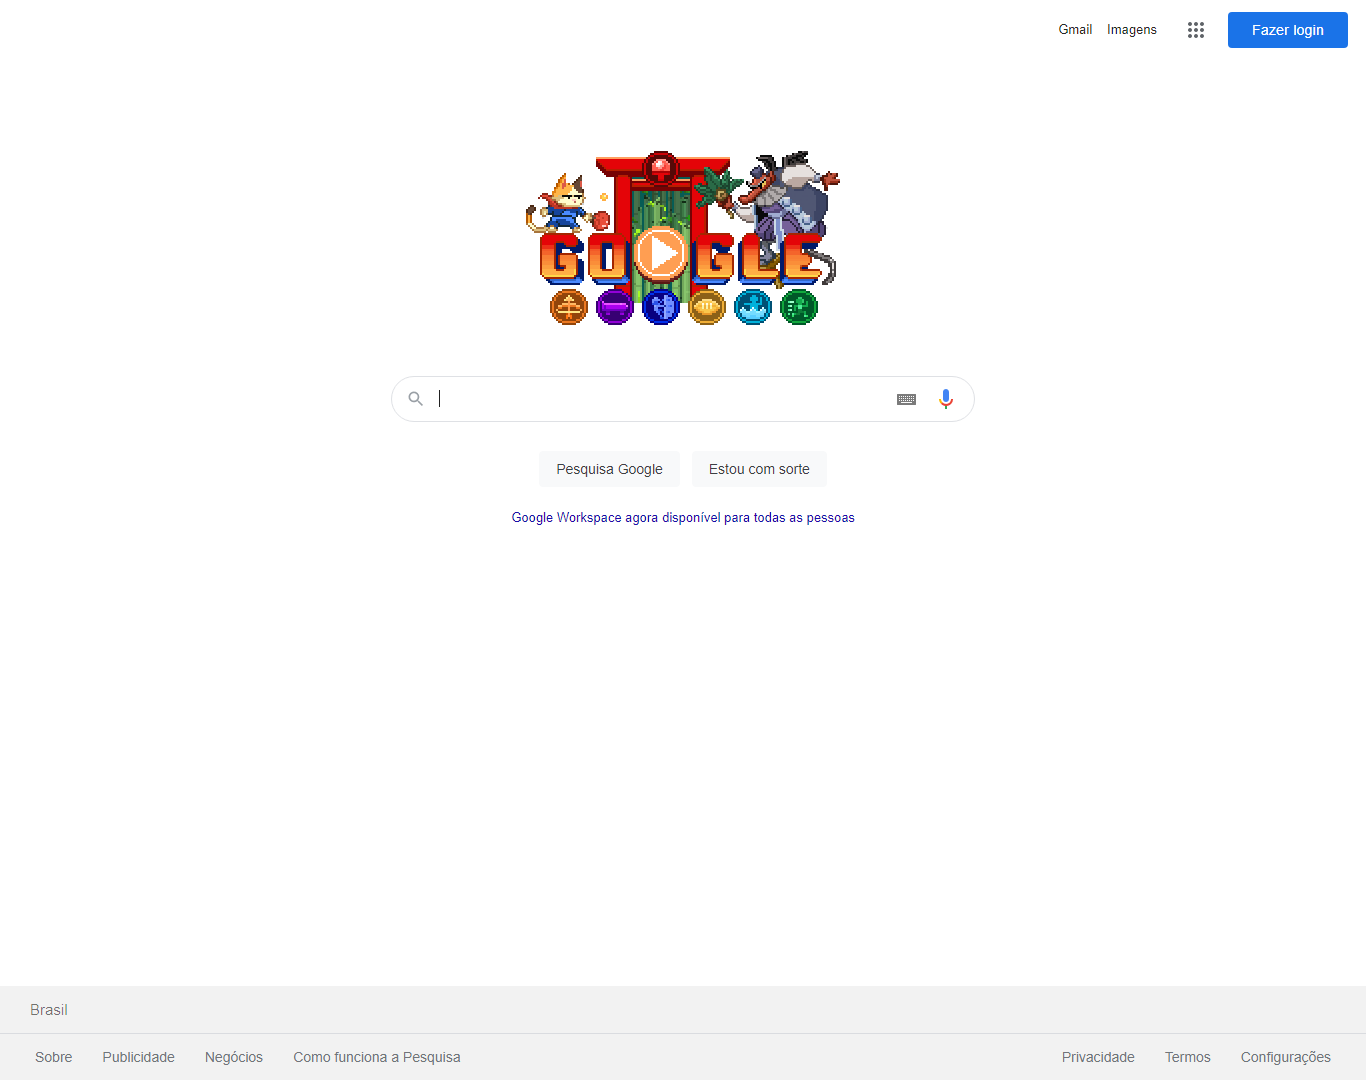 Gmail Imagens Fazer login
GOOGLE
Pesquisa Google Estou com sorte
Google Workspace agora disponível para todas as pessoas
Brasil
Sobre Publicidade Negócios Como funciona a Pesquisa Privacidade Termos Configurações